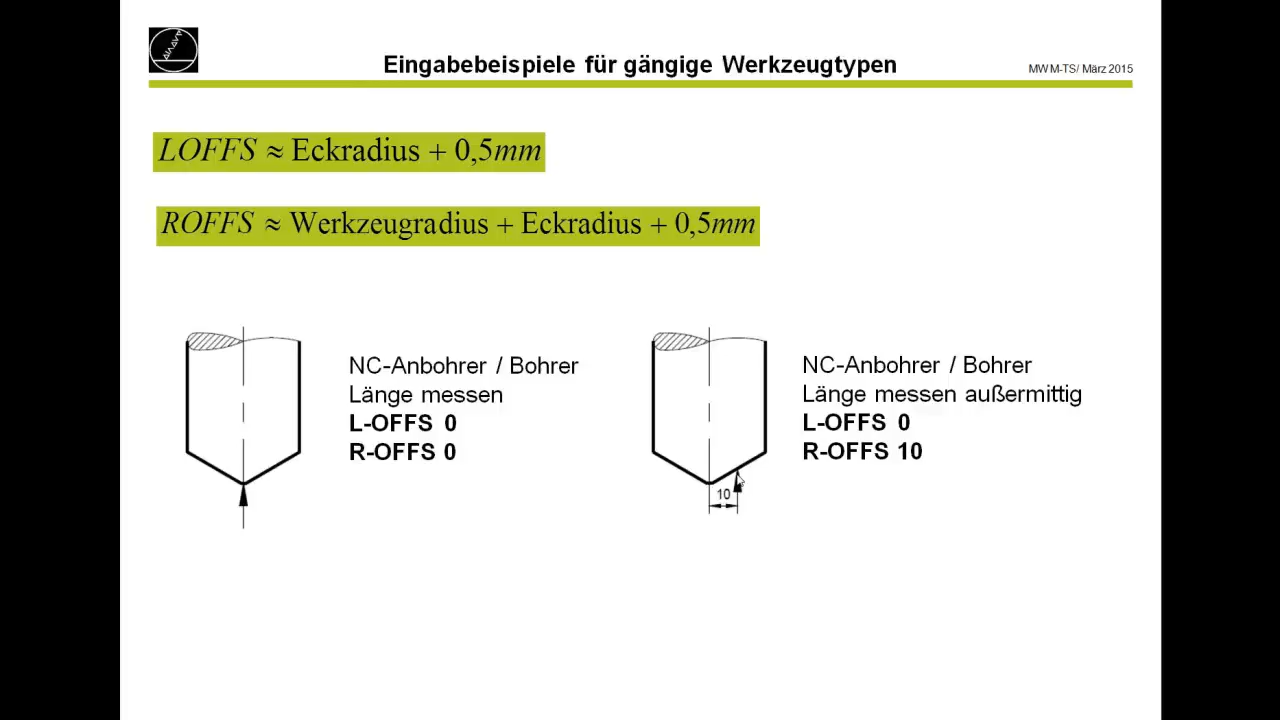 Eingabebeispiele für gängige Werkzeugtypen
MWM-TS/ März 2015
LOFFS ≈ Eckradius + 0,5mm
ROFFS ≈ Werkzeugradius + Eckradius + 0,5mm
NC-Anbohrer / Bohrer
Länge messen
L-OFFS 0
R-OFFS 0
NC-Anbohrer / Bohrer
Länge messen außermittig
L-OFFS 0
R-OFFS 10
10